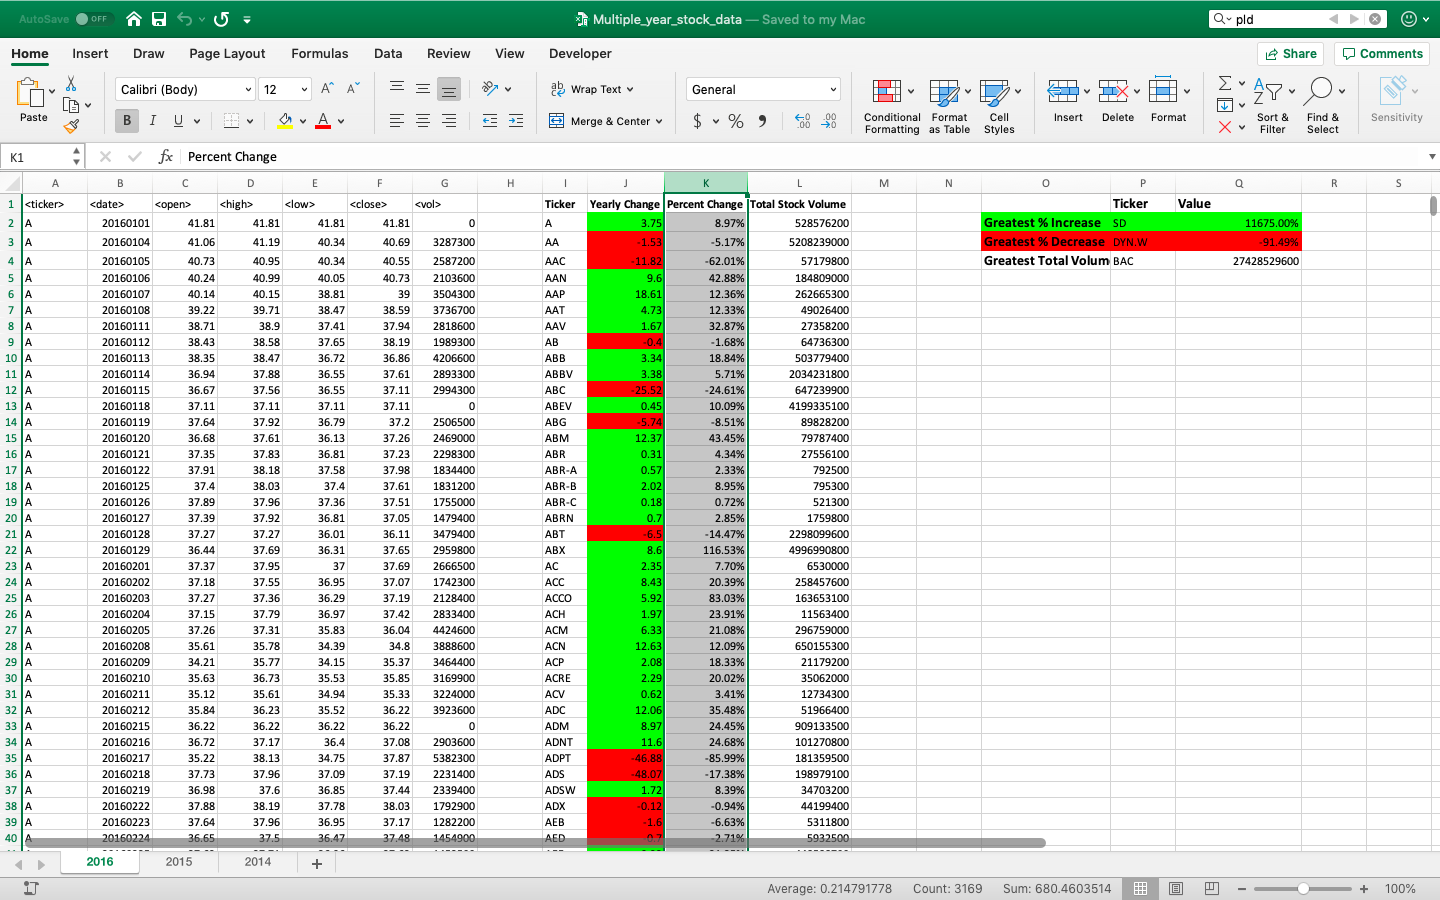 AutoSave OFF Multiple_year_stock_data — Saved to my Mac pld
Home Insert Draw Page Layout Formulas Data Review View Developer Share Comments
Paste Calibri (Body) 12 A A Wrap Text General Conditional Formatting Format as Table Cell Styles Insert Delete Format Sort & Filter Find & Select Sensitivity
B I U A Merge & Center $ % 9
K1 fx Percent Change
A B C D E F G H I J K L M N O P Q R S
1 <ticker> <date> <open> <high> <low> <close> <vol> Ticker Yearly Change Percent Change Total Stock Volume Ticker Value
2 A 20160101 41.81 41.81 41.81 41.81 0 A 3.75 8.97% 528576200 Greatest % Increase SD 11675.00%
3 A 20160104 41.06 41.19 40.34 40.69 3287300 AA -1.53 -5.17% 5208239000 Greatest % Decrease DYN.W -91.49%
4 A 20160105 40.73 40.95 40.34 40.55 2587200 AAC -11.82 -62.01% 57179800 Greatest Total Volum BAC 27428529600
5 A 20160106 40.24 40.99 40.05 40.73 2103600 AAN 9.6 42.88% 184809000
6 A 20160107 40.14 40.15 38.81 39 3504300 AAP 18.61 12.36% 262665300
7 A 20160108 39.22 39.71 38.47 38.59 3736700 AAT 4.73 12.33% 49026400
8 A 20160111 38.71 38.9 37.41 37.94 2818600 AAV 1.67 32.87% 27358200
9 A 20160112 38.43 38.58 37.65 38.19 1989300 AB -0.4 -1.68% 64736300
10 A 20160113 38.35 38.47 36.72 36.86 4206600 ABB 3.34 18.84% 503779400
11 A 20160114 36.94 37.88 36.55 37.61 2893300 ABBV 3.38 5.71% 2034231800
12 A 20160115 36.67 37.56 36.55 37.11 2994300 ABC -25.52 -24.61% 647239900
13 A 20160118 37.11 37.11 37.11 37.11 0 ABEV 0.45 10.09% 4199335100
14 A 20160119 37.64 37.92 36.79 37.2 2506500 ABG -5.74 -8.51% 89828200
15 A 20160120 36.68 37.61 36.13 37.26 2469000 ABM 12.37 43.45% 79787400
16 A 20160121 37.35 37.83 36.81 37.23 2298300 ABR 0.31 4.34% 27556100
17 A 20160122 37.91 38.18 37.58 37.98 1834400 ABR-A 0.57 2.33% 792500
18 A 20160125 37.4 38.03 37.4 37.61 1831200 ABR-B 2.02 8.95% 795300
19 A 20160126 37.89 37.96 37.36 37.51 1755000 ABR-C 0.18 0.72% 521300
20 A 20160127 37.39 37.92 36.81 37.05 1479400 ABRN 0.7 2.85% 1759800
21 A 20160128 37.27 37.27 36.01 36.11 3479400 ABT -6.5 -14.47% 2298099600
22 A 20160129 36.44 37.69 36.31 37.65 2959800 ABX 8.6 116.53% 4996990800
23 A 20160201 37.37 37.95 37 37.69 2666500 AC 2.35 7.70% 6530000
24 A 20160202 37.18 37.55 36.95 37.07 1742300 ACC 8.43 20.39% 258457600
25 A 20160203 37.27 37.36 36.29 37.19 2128400 ACCO 5.92 83.03% 163653100
26 A 20160204 37.15 37.79 36.97 37.42 2833400 ACH 1.97 23.91% 11563400
27 A 20160205 37.26 37.31 35.83 36.04 4424600 ACM 6.33 21.08% 296759000
28 A 20160208 35.61 35.78 34.39 34.8 3888600 ACN 12.63 12.09% 650155300
29 A 20160209 34.21 35.77 34.15 35.37 3464400 ACP 2.08 18.33% 21179200
30 A 20160210 35.63 36.73 35.53 35.85 3169900 ACRE 2.29 20.02% 35062000
31 A 20160211 35.12 35.61 34.94 35.33 3224000 ACV 0.62 3.41% 12734300
32 A 20160212 35.84 36.23 35.52 36.22 3923600 ADC 12.06 35.48% 51966400
33 A 20160215 36.22 36.22 36.22 36.22 0 ADM 8.97 24.45% 909133500
34 A 20160216 36.72 37.17 36.4 37.08 2903600 ADNT 11.6 24.68% 101270800
35 A 20160217 35.22 38.13 34.75 37.87 5382300 ADPT -46.88 -85.99% 181359500
36 A 20160218 37.73 37.96 37.09 37.19 2231400 ADS -48.07 -17.38% 198979100
37 A 20160219 36.98 37.6 36.85 37.44 2339400 ADSW 1.72 8.39% 34703200
38 A 20160222 37.88 38.19 37.78 38.03 1792900 ADX -0.12 -0.94% 44199400
39 A 20160223 37.64 37.96 36.95 37.17 1282200 AEB -1.6 -6.63% 5311800
40 A 20160224 36.65 37.5 36.47 37.48 1454900 AED -0.7 -2.71% 5932500
2016 2015 2014 +
Average: 0.214791778 Count: 3169 Sum: 680.4603514 100%